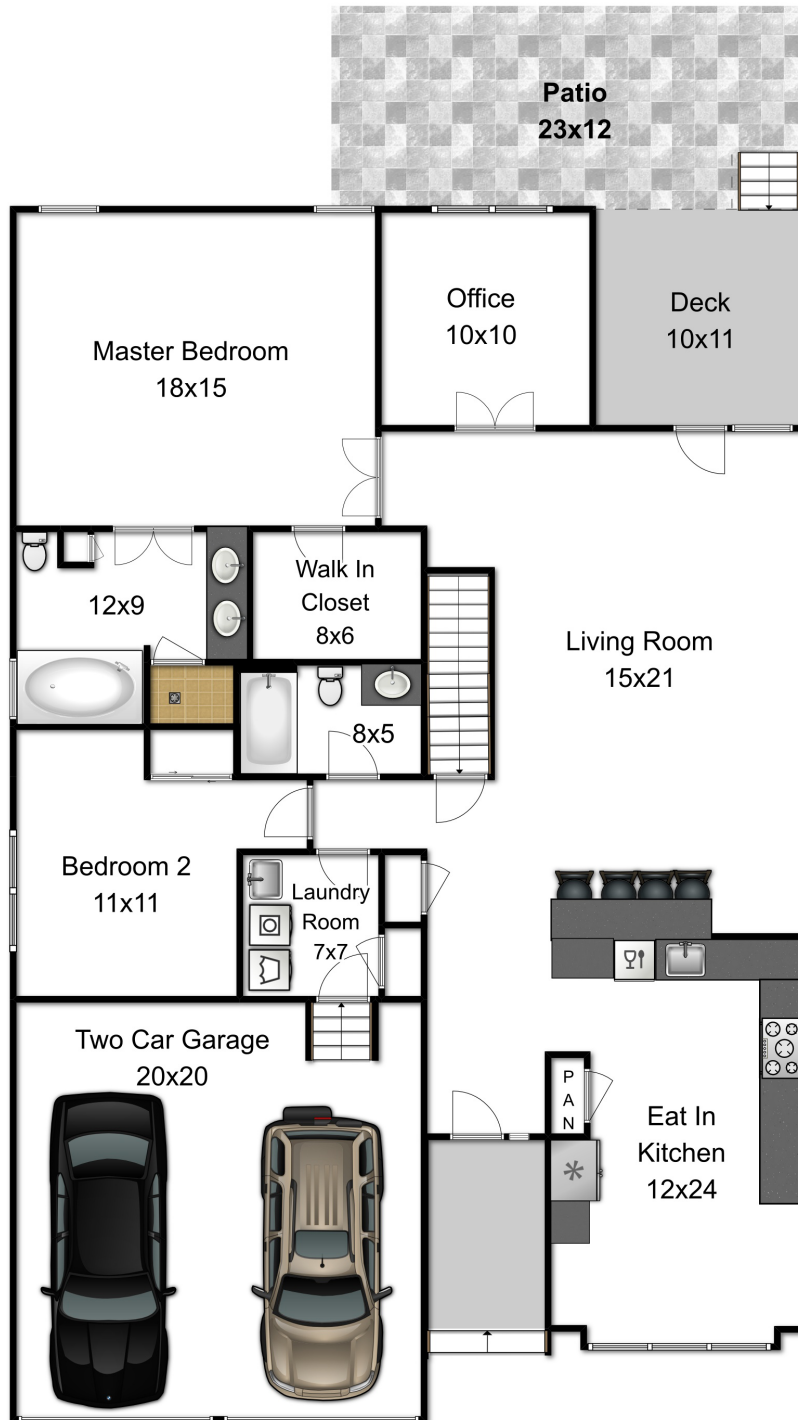 Patio
23x12
Office
10x10
Deck
10x11
Master Bedroom
18x15
Walk In
Closet
8x6
12x9
Living Room
15x21
8x5
Bedroom 2
11x11
Laundry
Room
7x7
Two Car Garage
20x20
P
A
N
Eat In
Kitchen
12x24